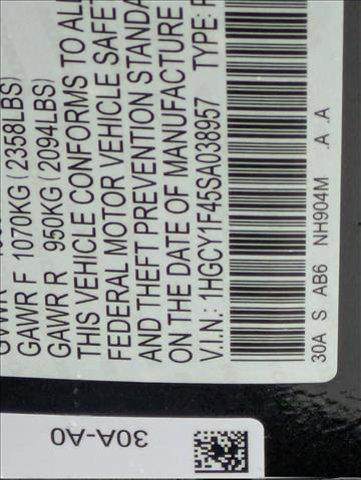 GAWR F 1070KG (2358LBS)
GAWR R 950KG (2094LBS)
THIS VEHICLE CONFORMS TO ALL
FEDERAL MOTOR VEHICLE SAFET
AND THEFT PREVENTION STANDA
ON THE DATE OF MANUFACTURE
V.I.N.: 1HGCY1F45SA038957 TYPE:
30A S AB6 NH904M .A .A
30A-A0